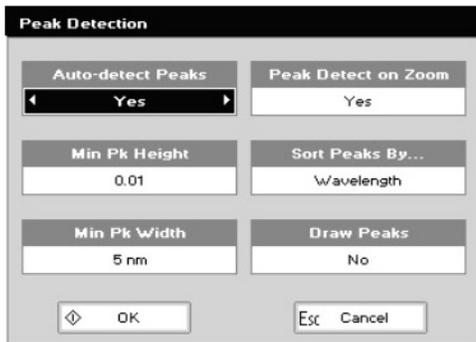 Peak Detection
Auto-detect Peaks
Yes
Peak Detect on Zoom
Yes
Min Pk Height
0.01
Sort Peaks By...
Wavelength
Min Pk Width
5 nm
Draw Peaks
No
OK
Esc Cancel